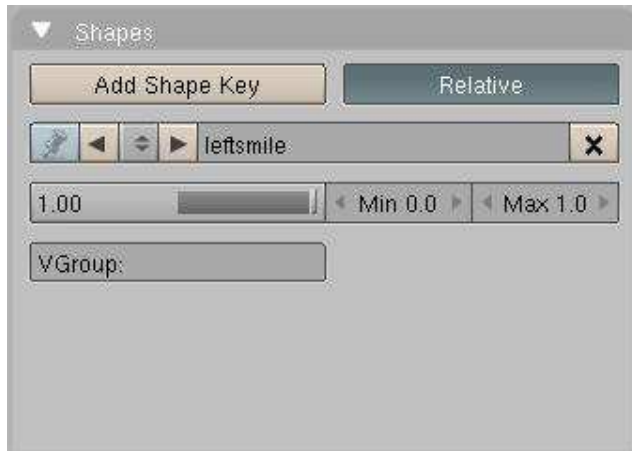 Shapes
Add Shape Key Relative
leftsmile
1.00 Min 0.0 Max 1.0
VGroup: